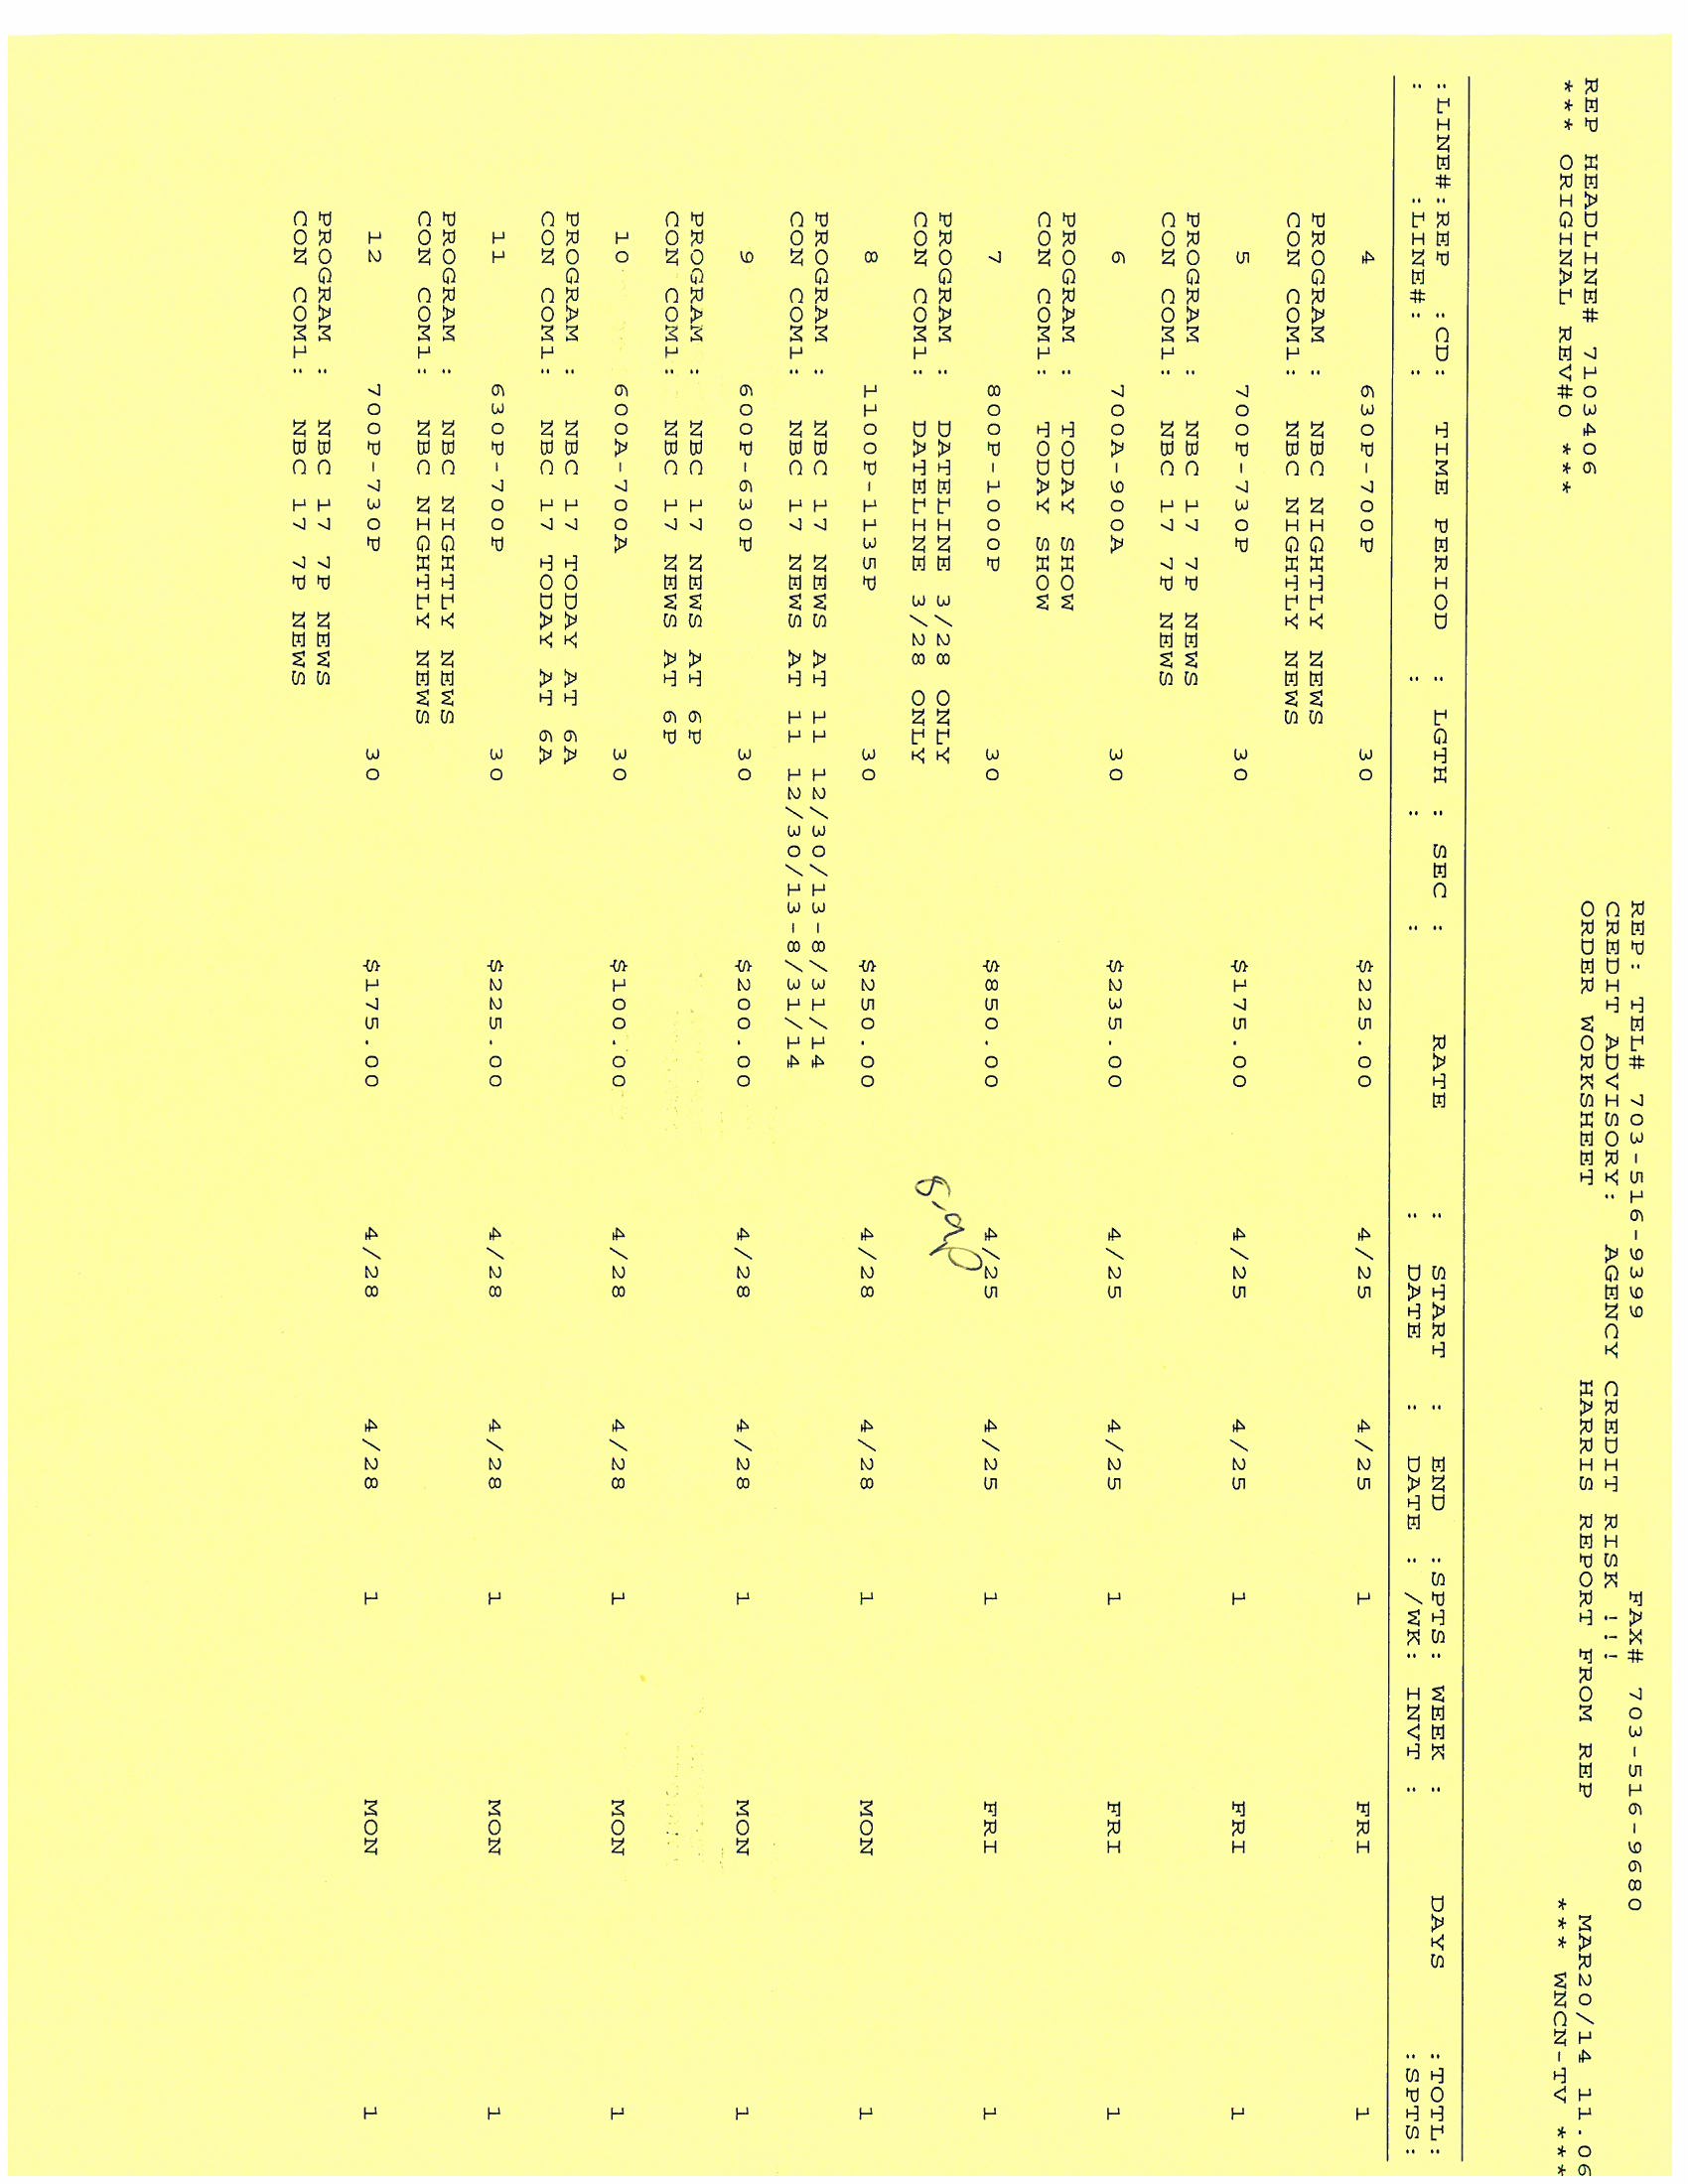 REP: TEL# 703-516-9399 FAX# 703-516-9680
CREDIT ADVISORY: AGENCY CREDIT RISK !!!
REP HEADLINE# 7103406 ORDER WORKSHEET HARRIS REPORT FROM REP MAR20/14 11.06
*** ORIGINAL REV#0 *** *** WNCN-TV ***
:LINE#:REP :CD: TIME PERIOD : LGTH : SEC : RATE : START : END :SPTS: WEEK : DAYS :TOTL:
: :LINE#: : : : : : DATE : DATE : /WK: INVT : :SPTS:
4 630P-700P 30 $225.00 4/25 4/25 1 FRI 1
PROGRAM : NBC NIGHTLY NEWS
CON COM1: NBC NIGHTLY NEWS
5 700P-730P 30 $175.00 4/25 4/25 1 FRI 1
PROGRAM : NBC 17 7P NEWS
CON COM1: NBC 17 7P NEWS
6 700A-900A 30 $235.00 4/25 4/25 1 FRI 1
PROGRAM : TODAY SHOW
CON COM1: TODAY SHOW
7 800P-1000P 30 $850.00 4/25 4/25 1 FRI 1
PROGRAM : DATELINE 3/28 ONLY
CON COM1: DATELINE 3/28 ONLY
8 1100P-1135P 30 $250.00 4/28 4/28 1 MON 1
PROGRAM : NBC 17 NEWS AT 11 12/30/13-8/31/14
CON COM1: NBC 17 NEWS AT 11 12/30/13-8/31/14
9 600P-630P 30 $200.00 4/28 4/28 1 MON 1
PROGRAM : NBC 17 NEWS AT 6P
CON COM1: NBC 17 NEWS AT 6P
10 600A-700A 30 $100.00 4/28 4/28 1 MON 1
PROGRAM : NBC 17 TODAY AT 6A
CON COM1: NBC 17 TODAY AT 6A
11 630P-700P 30 $225.00 4/28 4/28 1 MON 1
PROGRAM : NBC NIGHTLY NEWS
CON COM1: NBC NIGHTLY NEWS
12 700P-730P 30 $175.00 4/28 4/28 1 MON 1
PROGRAM : NBC 17 7P NEWS
CON COM1: NBC 17 7P NEWS